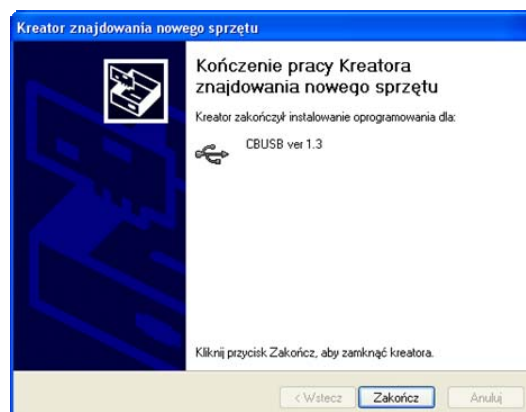 Kreator znajdowania nowego sprzętu
Kończenie pracy Kreatora
znajdowania nowego sprzętu
Kreator zakończył instalowanie oprogramowania dla:
CBUSB ver 1.3
Kliknij przycisk Zakończ, aby zamknąć kreatora.
< Wstecz Zakończ Anuluj